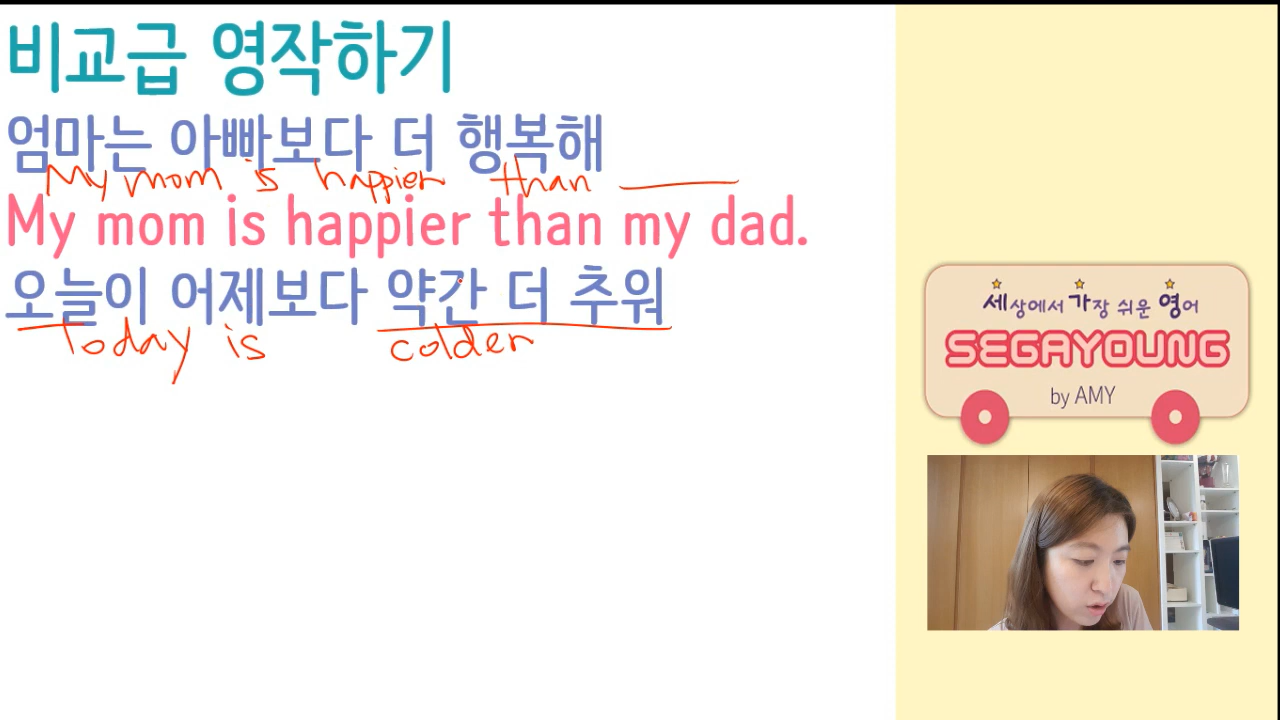 비교급 영작하기
엄마는 아빠보다 더 행복해
My mom is happier than
My mom is happier than my dad.
오늘이 어제보다 약간 더 추워
Today is colder
세상에서 가장 쉬운 영어
SEGAYOUNG
by AMY